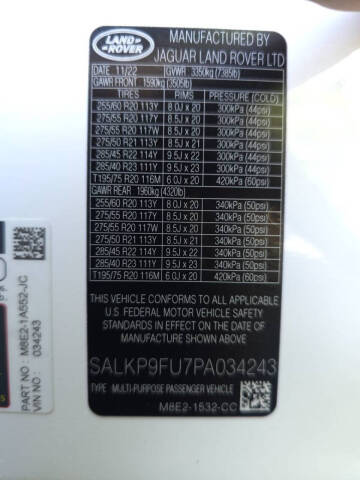 LAND
ROVER
MANUFACTURED BY
JAGUAR LAND ROVER LTD
DATE 11/22 GVWR 3350kg (7385lb)
GAWR FRONT 1590kg (3505lb)
TIRES RIMS PRESSURE (COLD)
255/60 R20 113Y 8.0J x 20 300kPa (44psi)
275/55 R20 117Y 8.5J x 20 300kPa (44psi)
275/55 R20 117W 8.5J x 20 300kPa (44psi)
275/50 R21 113Y 8.5J x 21 300kPa (44psi)
285/45 R22 114Y 9.5J x 22 300kPa (44psi)
285/40 R23 111Y 9.5J x 23 300kPa (44psi)
T195/75 R20 116M 6.0J x 20 420kPa (60psi)
GAWR REAR 1960kg (4320lb)
255/60 R20 113Y 8.0J x 20 340kPa (50psi)
275/55 R20 117Y 8.5J x 20 340kPa (50psi)
275/55 R20 117W 8.5J x 20 340kPa (50psi)
275/50 R21 113Y 8.5J x 21 340kPa (50psi)
285/45 R22 114Y 9.5J x 22 340kPa (50psi)
285/40 R23 111Y 9.5J x 23 340kPa (50psi)
T195/75 R20 116M 6.0J x 20 420kPa (60psi)
THIS VEHICLE CONFORMS TO ALL APPLICABLE
U.S. FEDERAL MOTOR VEHICLE SAFETY
STANDARDS IN EFFECT ON THE DATE OF
MANUFACTURE SHOWN ABOVE.
SALKP9FU7PA034243
TYPE MULTI-PURPOSE PASSENGER VEHICLE
M8E2-1532-CC
PART NO: M8E2-1A552-JC
VIN NO: 034243